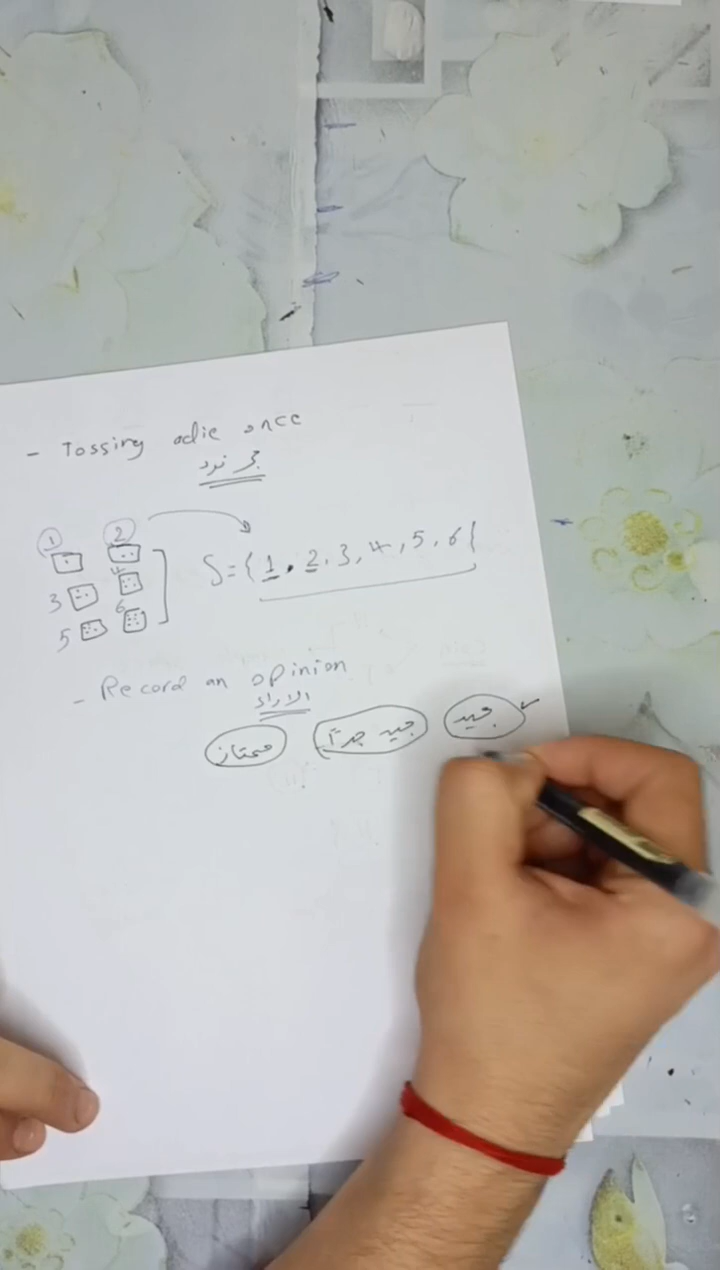 - Tossing adie once
حجر نرد
1 2
S={1, 2, 3, 4, 5, 6}
3 4
5 6
- Record an opinion
الاراء
جيد جيد جداً ممتاز